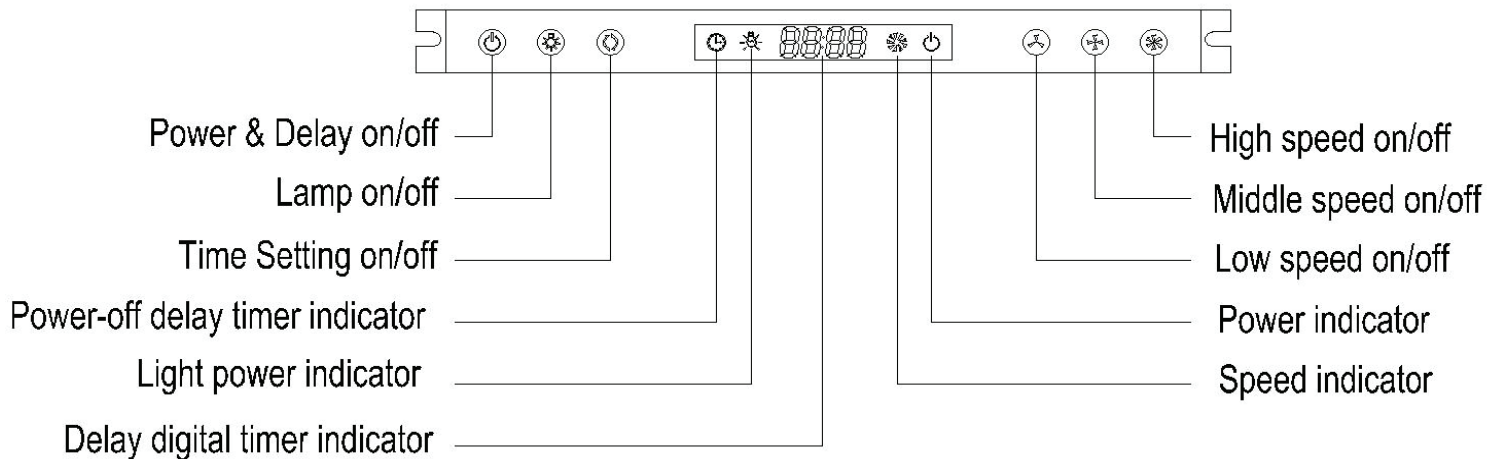 88:88
Power & Delay on/off
High speed on/off
Lamp on/off
Middle speed on/off
Time Setting on/off
Low speed on/off
Power-off delay timer indicator
Power indicator
Light power indicator
Speed indicator
Delay digital timer indicator